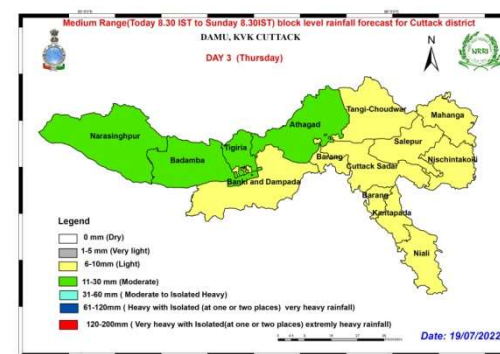 Medium Range(Today 8.30 IST to Sunday 8.30IST) block level rainfall forecast for Cuttack district
DAMU, KVK CUTTACK
DAY 3 (Thursday)
N
NRRI
Tangi-Choudwar
Mahanga
Athagad
Narasinghpur
Salepur
Tigiria
Badamba
Barang
Nischintakoili
Cuttack Sadar
Banki and Dampada
Barang
Kantapada
Niali
Legend
0 mm (Dry)
1-5 mm (Very light)
6-10mm (Light)
11-30 mm (Moderate)
31-60 mm ( Moderate to Isolated Heavy)
61-120mm ( Heavy with Isolated (at one or two places) very heavy rainfall)
120-200mm ( Very heavy with Isolated(at one or two places) extremly heavy rainfall)
Date: 19/07/2022